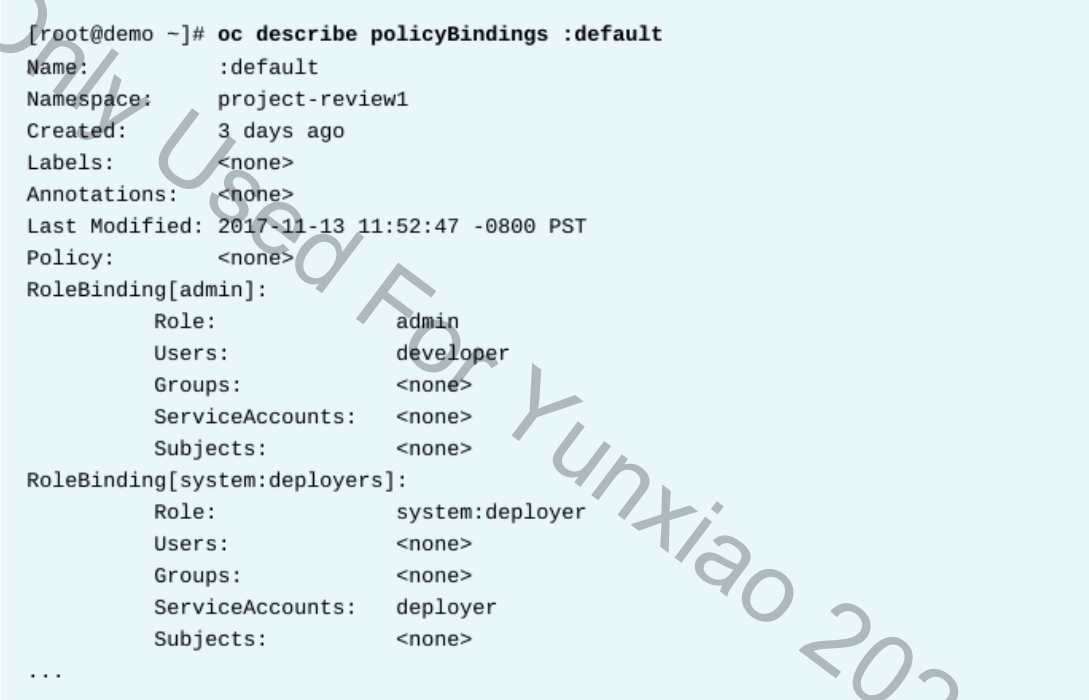 [root@demo ~]# oc describe policyBindings :default
Name:          :default
Namespace:     project-review1
Created:       3 days ago
Labels:        <none>
Annotations:   <none>
Last Modified: 2017-11-13 11:52:47 -0800 PST
Policy:        <none>
RoleBinding[admin]:
          Role:              admin
          Users:             developer
          Groups:            <none>
          ServiceAccounts:   <none>
          Subjects:          <none>
RoleBinding[system:deployers]:
          Role:              system:deployer
          Users:             <none>
          Groups:            <none>
          ServiceAccounts:   deployer
          Subjects:          <none>
...
Only Used For Yunxiao 202